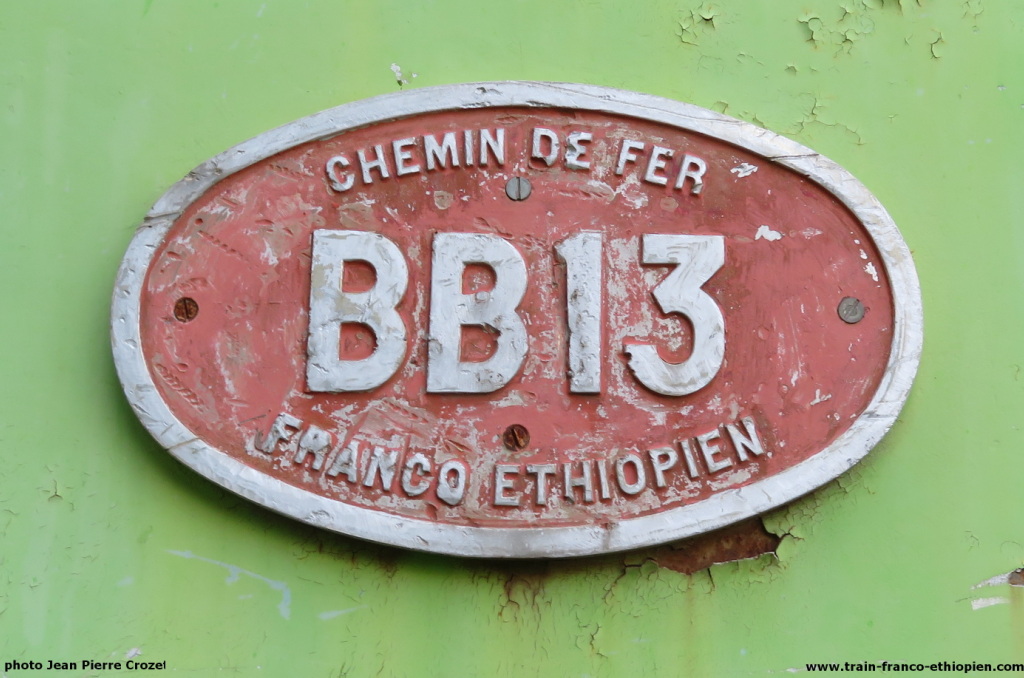 CHEMIN DE FER
BB13
FRANCO ETHIOPIEN
photo Jean Pierre Crozet
www.train-franco-ethiopien.com